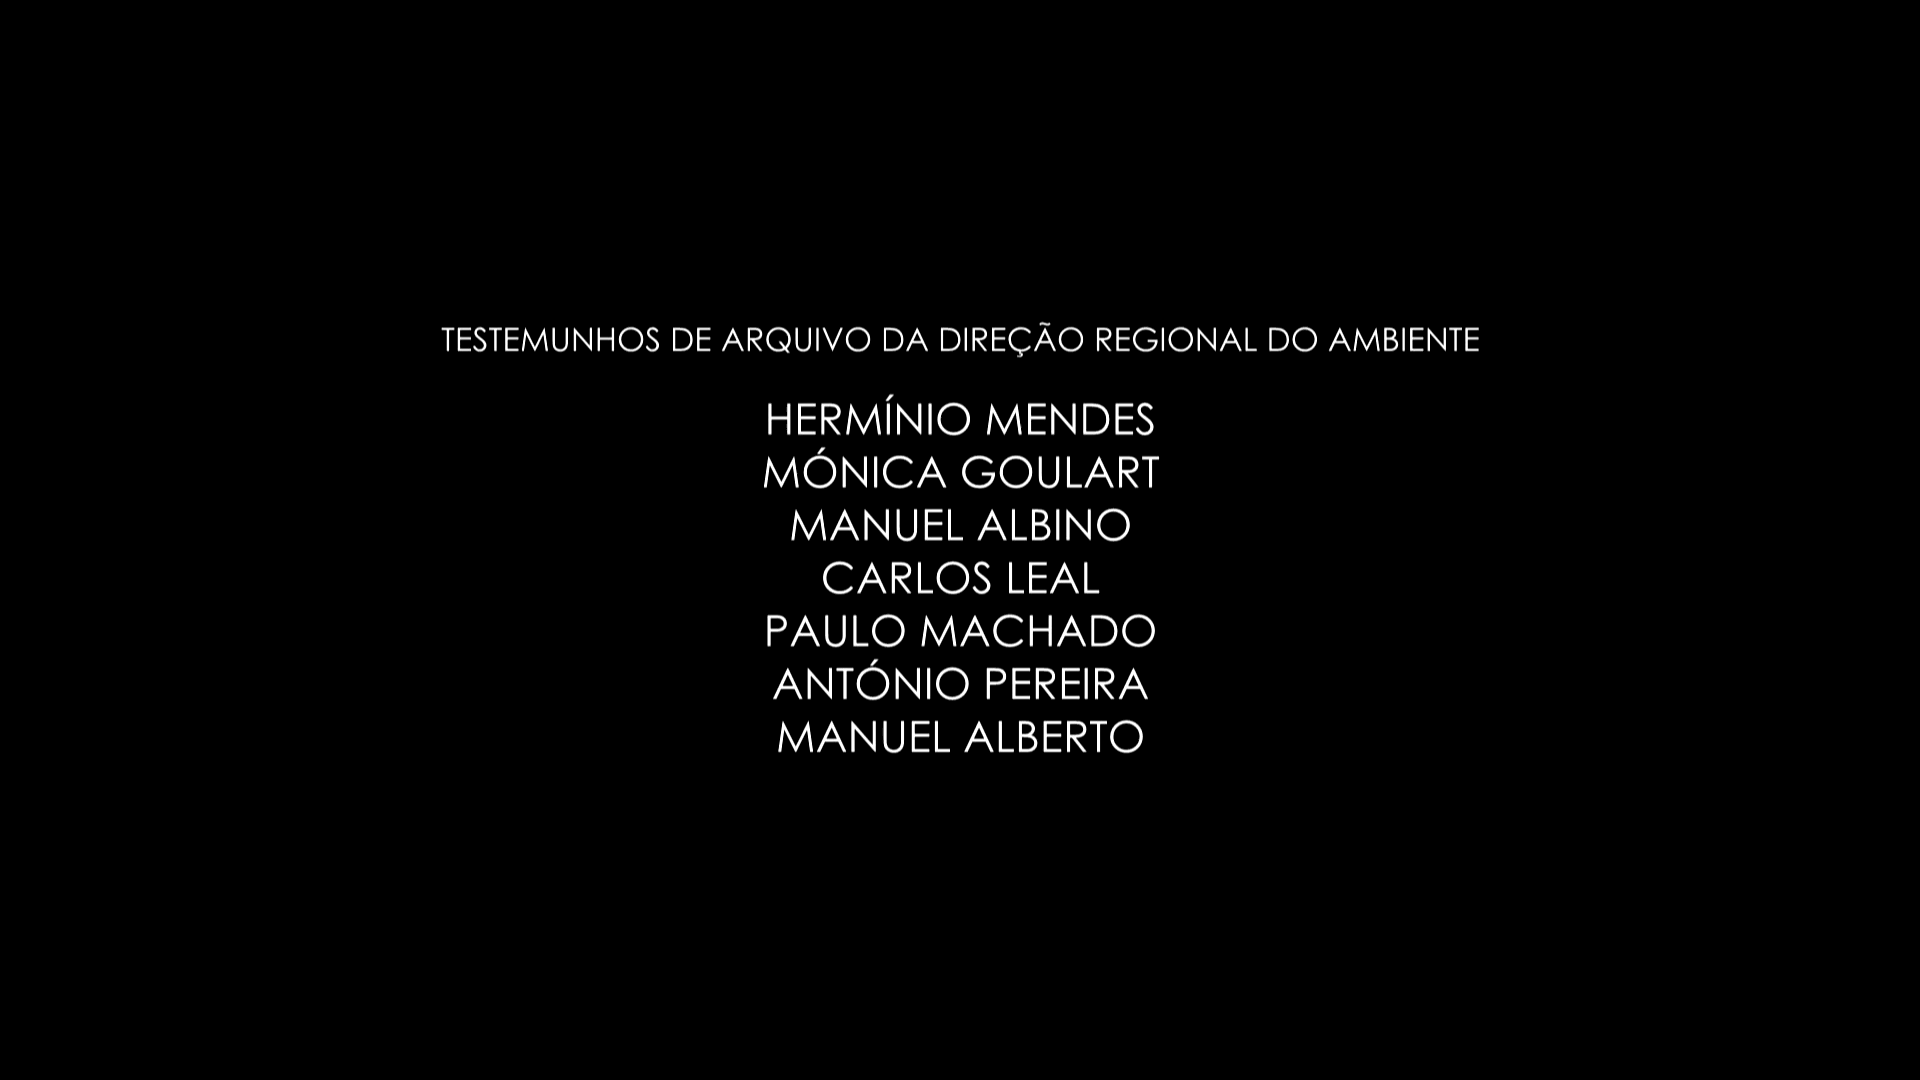 TESTEMUNHOS DE ARQUIVO DA DIREÇÃO REGIONAL DO AMBIENTE
HERMÍNIO MENDES
MÓNICA GOULART
MANUEL ALBINO
CARLOS LEAL
PAULO MACHADO
ANTÓNIO PEREIRA
MANUEL ALBERTO